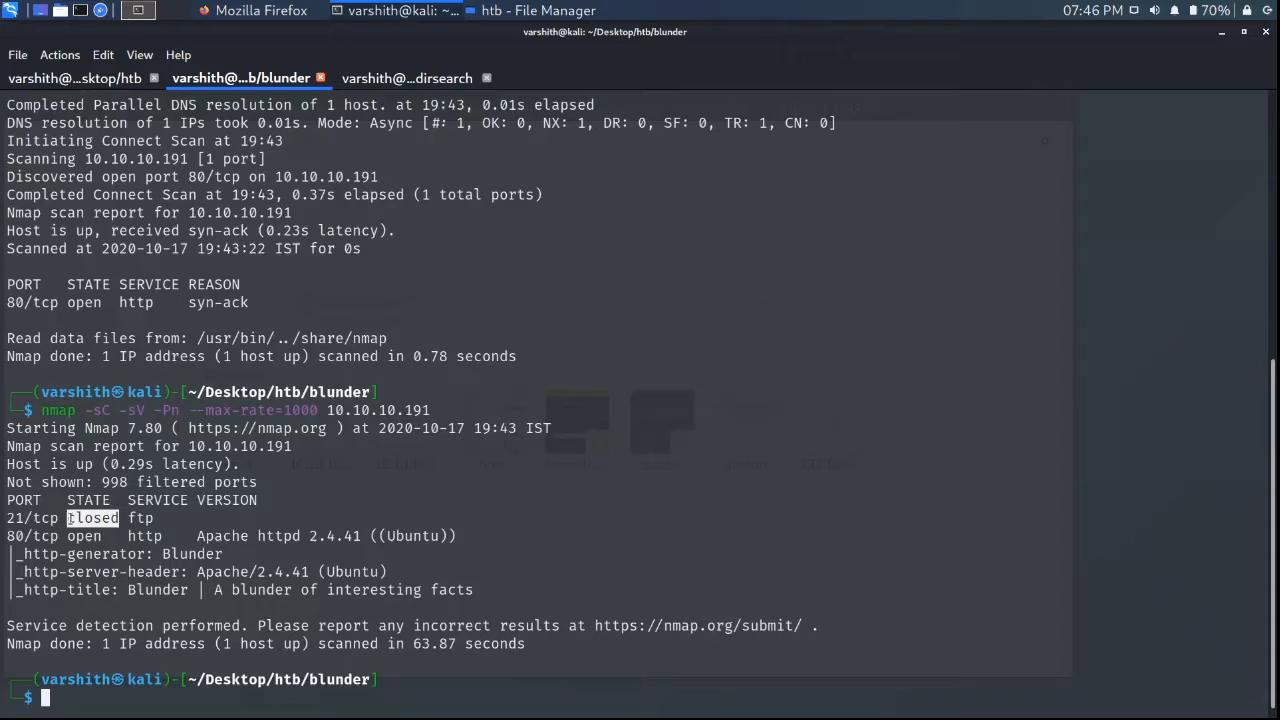 Mozilla Firefox varshith@kali: ~... htb - File Manager 07:46 PM 70%
varshith@kali: ~/Desktop/htb/blunder
File Actions Edit View Help
varshith@...sktop/htb varshith@...b/blunder varshith@...dirsearch
Completed Parallel DNS resolution of 1 host. at 19:43, 0.01s elapsed
DNS resolution of 1 IPs took 0.01s. Mode: Async [#: 1, OK: 0, NX: 1, DR: 0, SF: 0, TR: 1, CN: 0]
Initiating Connect Scan at 19:43
Scanning 10.10.10.191 [1 port]
Discovered open port 80/tcp on 10.10.10.191
Completed Connect Scan at 19:43, 0.37s elapsed (1 total ports)
Nmap scan report for 10.10.10.191
Host is up, received syn-ack (0.23s latency).
Scanned at 2020-10-17 19:43:22 IST for 0s
PORT STATE SERVICE REASON
80/tcp open http syn-ack
Read data files from: /usr/bin/../share/nmap
Nmap done: 1 IP address (1 host up) scanned in 0.78 seconds
┌──(varshith㉿kali)-[~/Desktop/htb/blunder]
└─$ nmap -sC -sV -Pn --max-rate=1000 10.10.10.191
Starting Nmap 7.80 ( https://nmap.org ) at 2020-10-17 19:43 IST
Nmap scan report for 10.10.10.191
Host is up (0.29s latency).
Not shown: 998 filtered ports
PORT STATE SERVICE VERSION
21/tcp closed ftp
80/tcp open http Apache httpd 2.4.41 ((Ubuntu))
|_http-generator: Blunder
|_http-server-header: Apache/2.4.41 (Ubuntu)
|_http-title: Blunder | A blunder of interesting facts
Service detection performed. Please report any incorrect results at https://nmap.org/submit/ .
Nmap done: 1 IP address (1 host up) scanned in 63.87 seconds
┌──(varshith㉿kali)-[~/Desktop/htb/blunder]
└─$